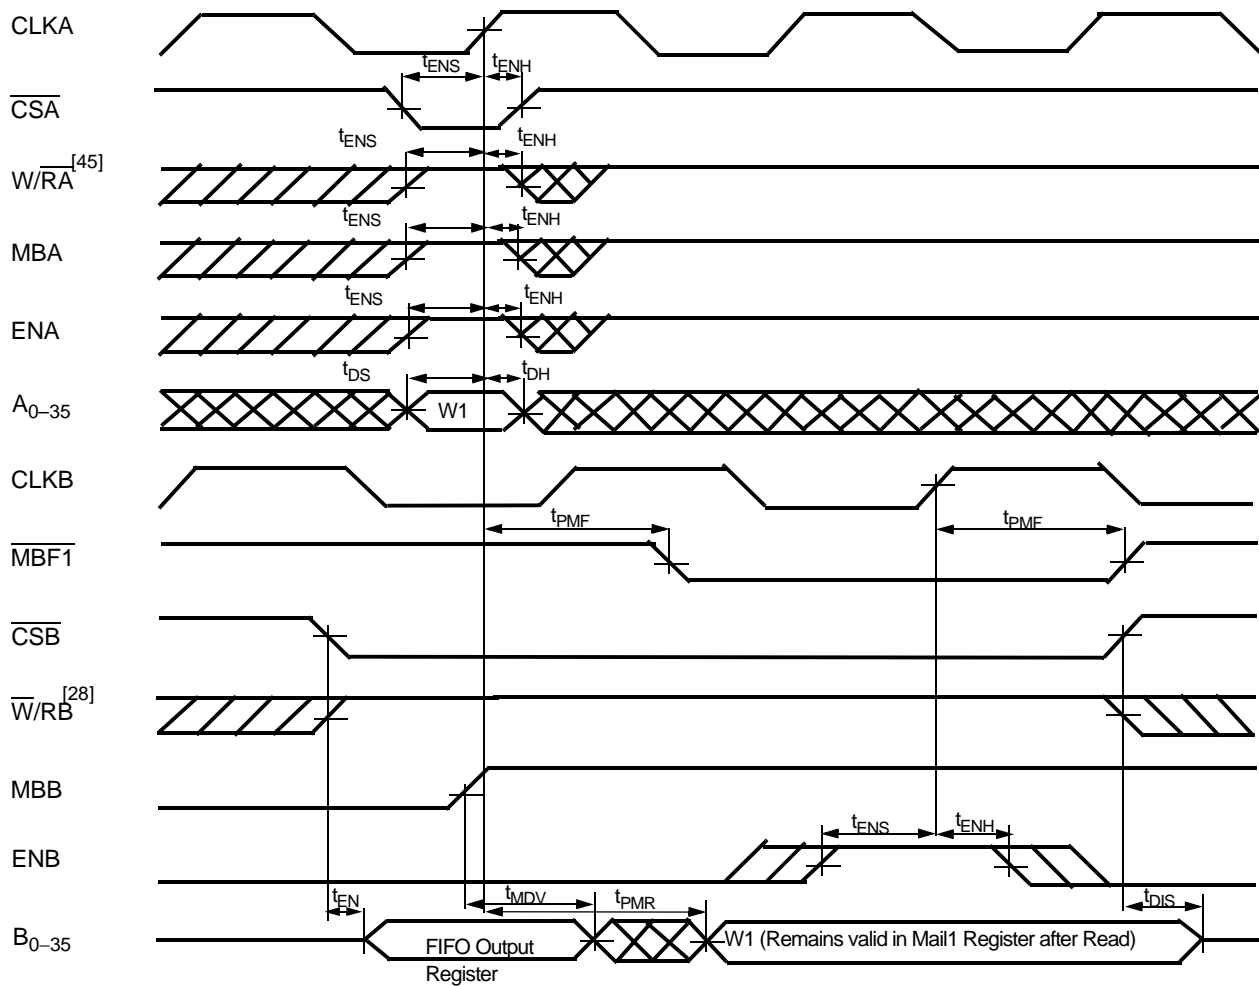 CLKA
tENS tENH
CSA
tENS tENH
W/RA[45]
tENS tENH
MBA
tENS tENH
ENA
tDS tDH
A0–35 W1
CLKB
tPMF tPMF
MBF1
CSB
W/RB[28]
MBB
tENS tENH
ENB
tEN tMDV tPMR tDIS
B0–35 FIFO Output Register W1 (Remains valid in Mail1 Register after Read)